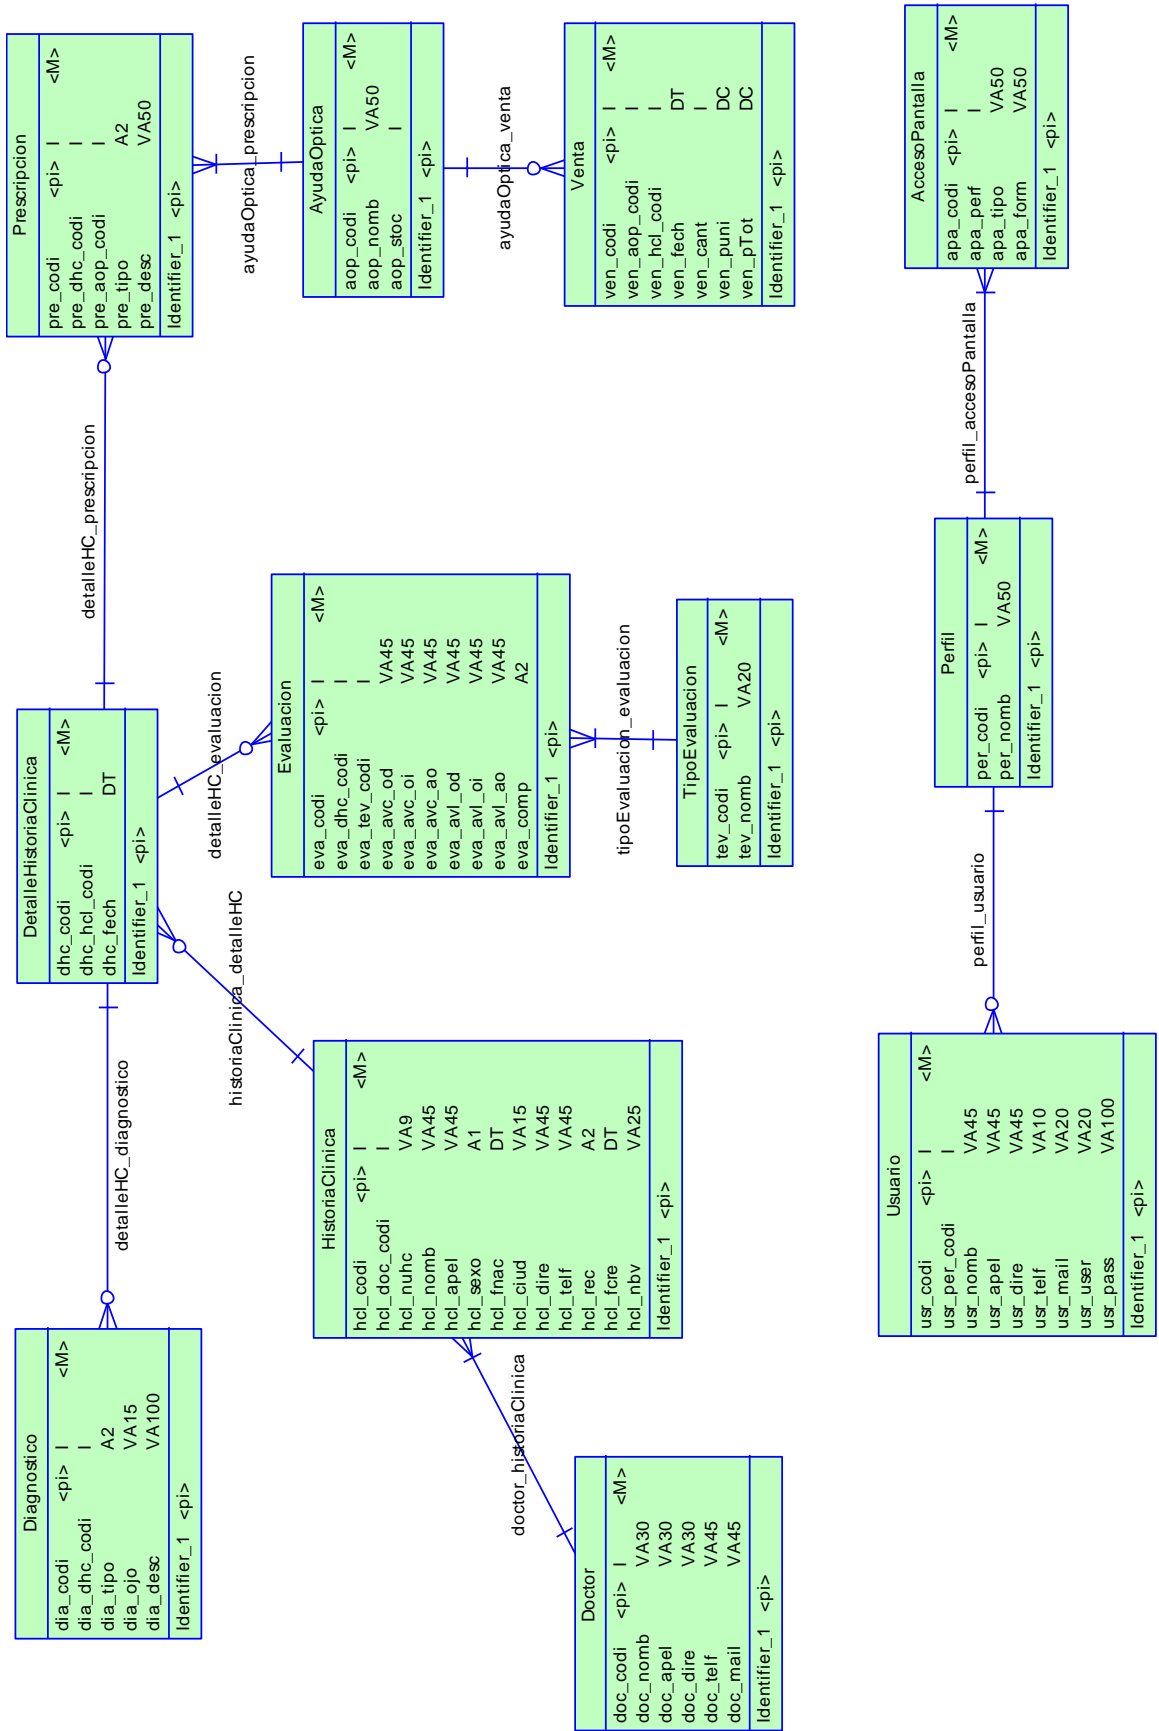 Diagnostico
dia_codi <pi> I <M>
dia_dhc_codi I
dia_tipo A2
dia_ojo VA15
dia_desc VA100
Identifier_1 <pi>
detalleHC_diagnostico
DetalleHistoriaClinica
dhc_codi <pi> I <M>
dhc_hcl_codi I
dhc_fech DT
Identifier_1 <pi>
detalleHC_prescripcion
Prescripcion
pre_codi <pi> I <M>
pre_dhc_codi I
pre_aop_codi I
pre_tipo A2
pre_desc VA50
Identifier_1 <pi>
historiaClinica_detalleHC
detalleHC_evaluacion
ayudaOptica_prescripcion
HistoriaClinica
hcl_codi <pi> I <M>
hcl_doc_codi I
hcl_nuhc VA9
hcl_nomb VA45
hcl_apel VA45
hcl_sexo A1
hcl_fnac DT
hcl_ciud VA15
hcl_dire VA45
hcl_telf VA45
hcl_rec A2
hcl_fcre DT
hcl_nbv VA25
Identifier_1 <pi>
Evaluacion
eva_codi <pi> I <M>
eva_dhc_codi I
eva_tev_codi I
eva_avc_od VA45
eva_avc_oi VA45
eva_avc_ao VA45
eva_avl_od VA45
eva_avl_oi VA45
eva_avl_ao VA45
eva_comp A2
Identifier_1 <pi>
AyudaOptica
aop_codi <pi> I <M>
aop_nomb VA50
aop_stoc I
Identifier_1 <pi>
doctor_historiaClinica
tipoEvaluacion_evaluacion
ayudaOptica_venta
Doctor
doc_codi <pi> I <M>
doc_nomb VA30
doc_apel VA30
doc_dire VA30
doc_telf VA45
doc_mail VA45
Identifier_1 <pi>
TipoEvaluacion
tev_codi <pi> I <M>
tev_nomb VA20
Identifier_1 <pi>
Venta
ven_codi <pi> I <M>
ven_aop_codi I
ven_hcl_codi I
ven_fech DT
ven_cant I
ven_puni DC
ven_pTot DC
Identifier_1 <pi>
Usuario
usr_codi <pi> I <M>
usr_per_codi I
usr_nomb VA45
usr_apel VA45
usr_dire VA45
usr_telf VA10
usr_mail VA20
usr_user VA20
usr_pass VA100
Identifier_1 <pi>
perfil_usuario
Perfil
per_codi <pi> I <M>
per_nomb VA50
Identifier_1 <pi>
perfil_accesoPantalla
AccesoPantalla
apa_codi <pi> I <M>
apa_perf I
apa_tipo VA50
apa_form VA50
Identifier_1 <pi>